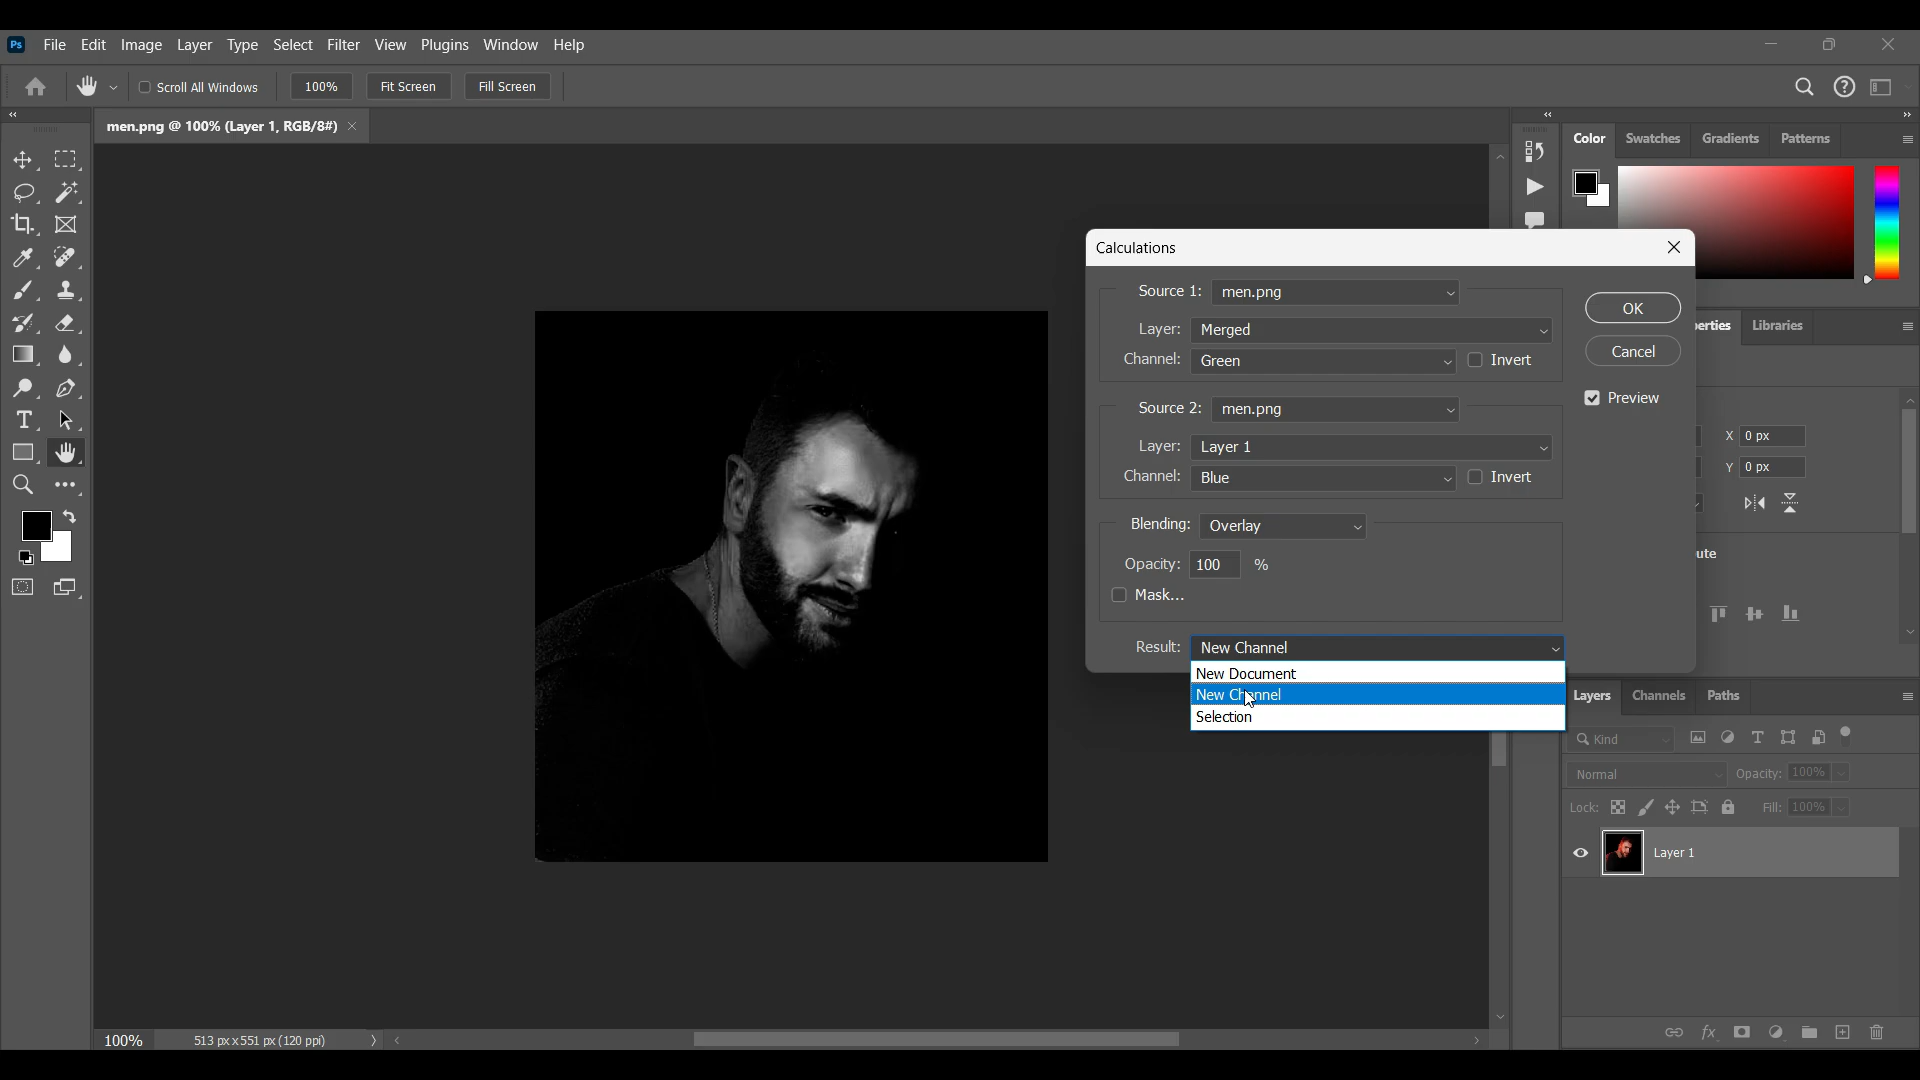 Ps File Edit Image Layer Type Select Filter View Plugins Window Help
Scroll All Windows 100% Fit Screen Fill Screen
men.png @ 100% (Layer 1, RGB/8#)
Color Swatches Gradients Patterns
Calculations
Source 1: men.png
Layer: Merged
Channel: Green Invert
Source 2: men.png
Layer: Layer 1
Channel: Blue Invert
Blending: Overlay
Opacity: 100 %
Mask...
Result: New Channel
New Document
New Channel
Selection
OK
Cancel
Preview
erties Libraries
X 0 px
Y 0 px
ute
Layers Channels Paths
Kind
Normal Opacity: 100%
Lock: Fill: 100%
Layer 1
fx
100% 513 px x 551 px (120 ppi)